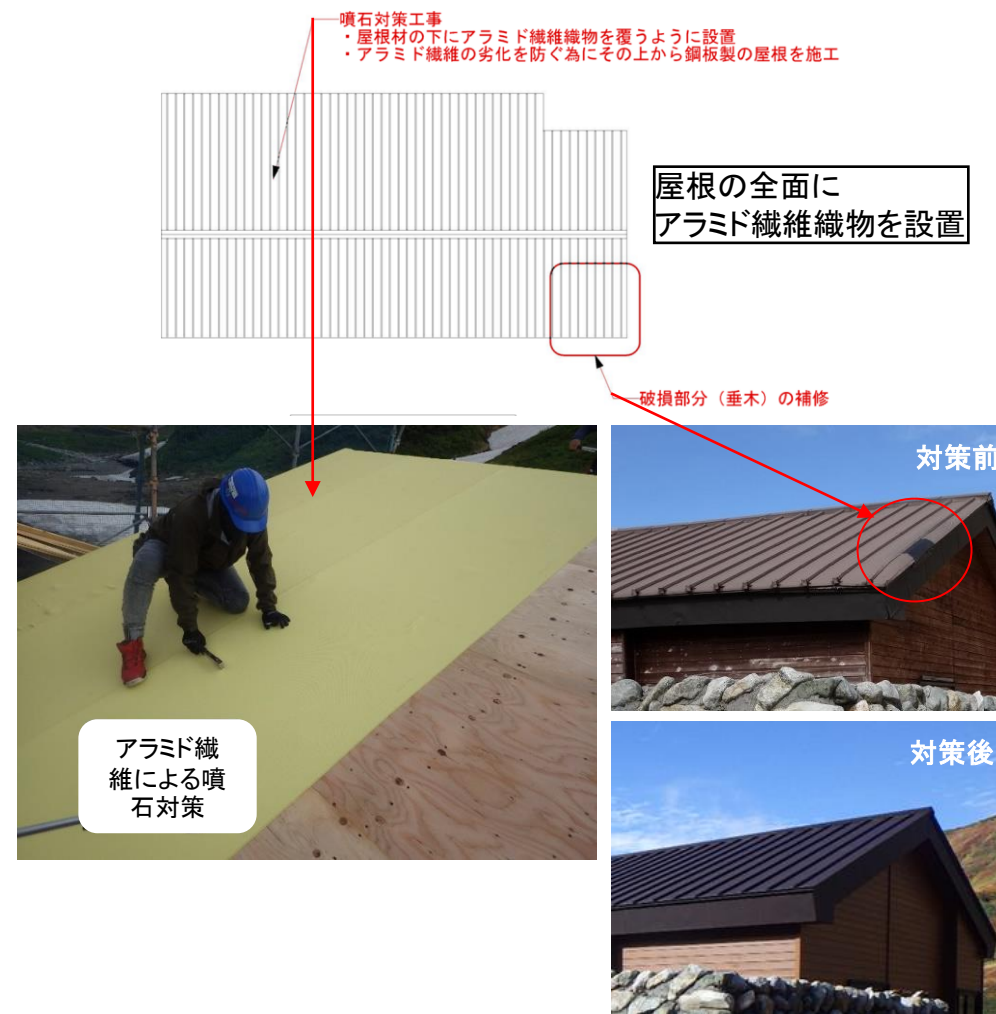 噴石対策工事
・屋根材の下にアラミド繊維織物を覆うように設置
・アラミド繊維の劣化を防ぐ為にその上から鋼板製の屋根を施工
屋根の全面に
アラミド繊維織物を設置
破損部分（垂木）の補修
対策前
アラミド繊
維による噴
石対策
対策後